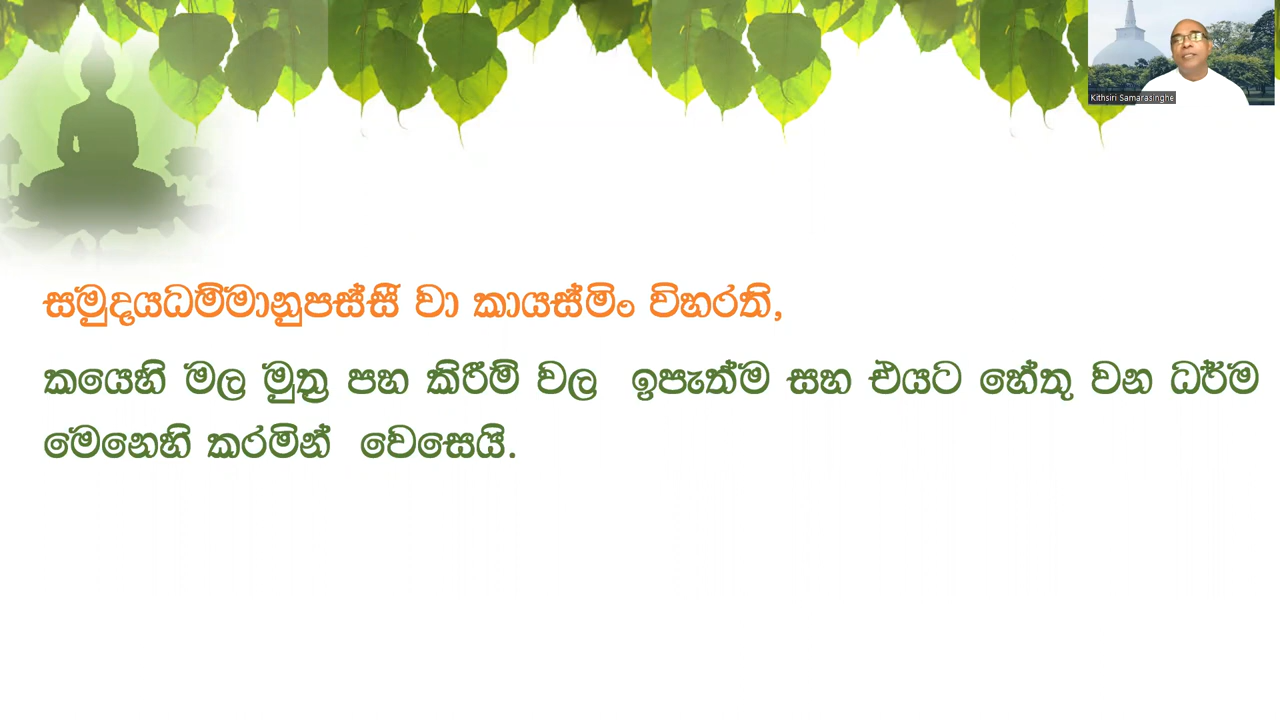 Kithsiri Samarasinghe
සමුදයධම්මානුපස්සී වා කායස්මිං විහරති,
කයෙහි මල මුත්‍ර පහ කිරීම් වල ඉපැත්ම සහ එයට හේතු වන ධර්ම
මෙනෙහි කරමින් වෙසෙයි.